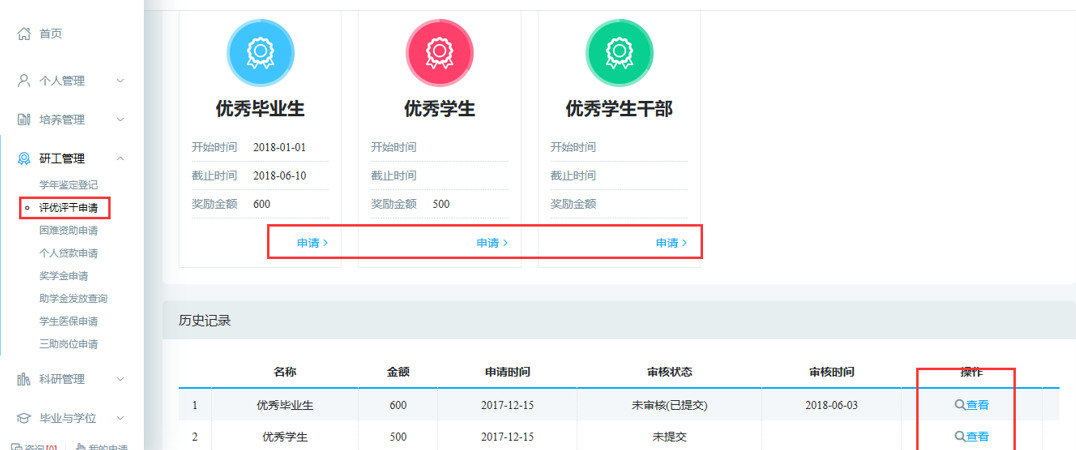 首页
个人管理
培养管理
研工管理
学年鉴定登记
评优评干申请
困难资助申请
个人贷款申请
奖学金申请
助学金发放查询
学生医保申请
三助岗位申请
科研管理
毕业与学位
咨询[0] 我的申请
优秀毕业生
开始时间 2018-01-01
截止时间 2018-06-10
奖励金额 600
申请 >
优秀学生
开始时间
截止时间
奖励金额 500
申请 >
优秀学生干部
开始时间
截止时间
奖励金额
申请 >
历史记录
名称 金额 申请时间 审核状态 审核时间 操作
1 优秀毕业生 600 2017-12-15 未审核(已提交) 2018-06-03 查看
2 优秀学生 500 2017-12-15 未提交 查看